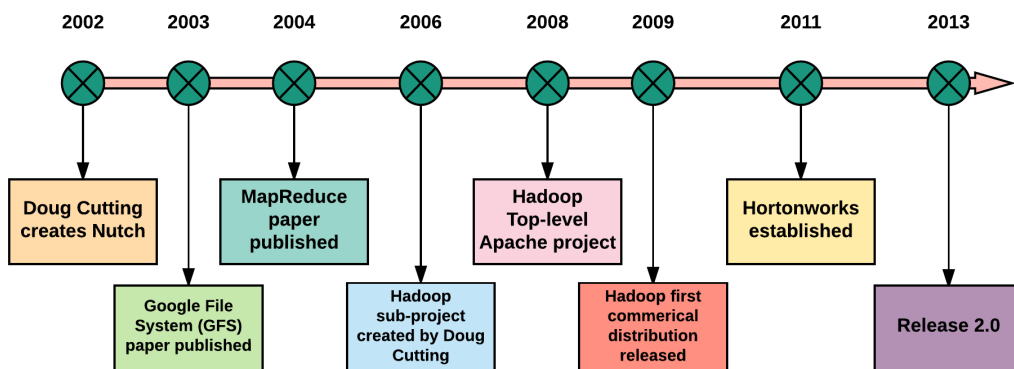 2002
2003
2004
2006
2008
2009
2011
2013
Doug Cutting
creates Nutch
Google File
System (GFS)
paper published
MapReduce
paper
published
Hadoop
sub-project
created by Doug
Cutting
Hadoop
Top-level
Apache project
Hadoop first
commerical
distribution
released
Hortonworks
established
Release 2.0